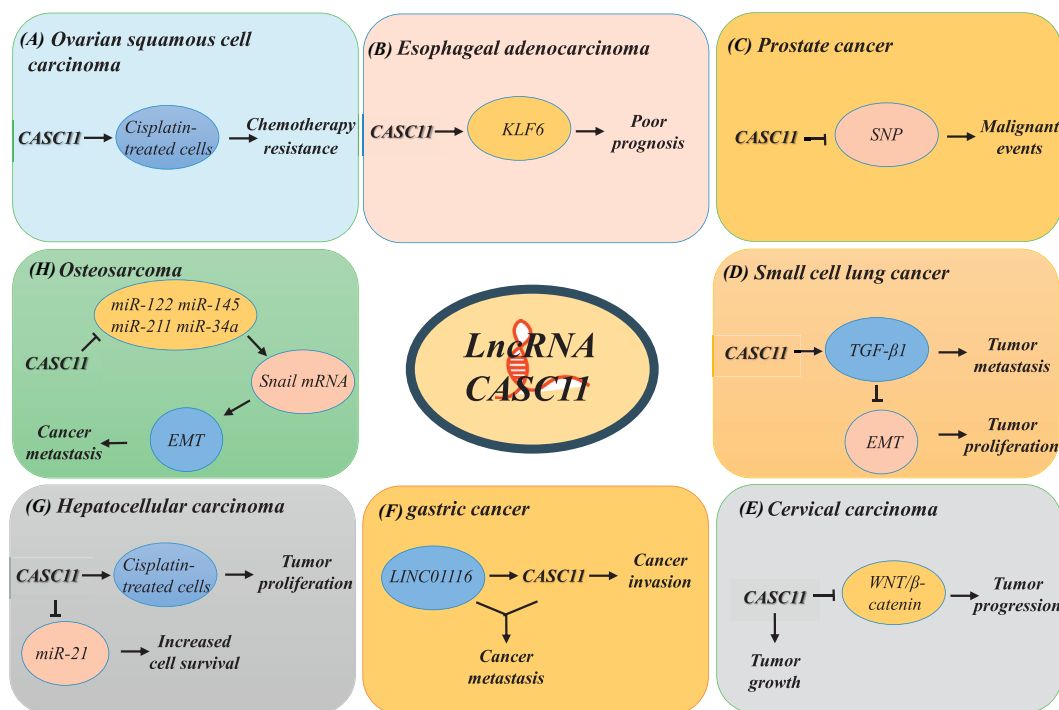 (A) Ovarian squamous cell
carcinoma
CASC11
Cisplatin-
treated cells
Chemotherapy
resistance
(B) Esophageal adenocarcinoma
CASC11
KLF6
Poor
prognosis
(C) Prostate cancer
CASC11
SNP
Malignant
events
(H) Osteosarcoma
miR-122 miR-145
miR-211 miR-34a
CASC11
Snail mRNA
EMT
Cancer
metastasis
LncRNA
CASC11
(D) Small cell lung cancer
CASC11
TGF-β1
Tumor
metastasis
EMT
Tumor
proliferation
(G) Hepatocellular carcinoma
CASC11
Cisplatin-
treated cells
Tumor
proliferation
miR-21
Increased
cell survival
(F) gastric cancer
LINC01116
CASC11
Cancer
invasion
Cancer
metastasis
(E) Cervical carcinoma
CASC11
WNT/β-
catenin
Tumor
progression
Tumor
growth